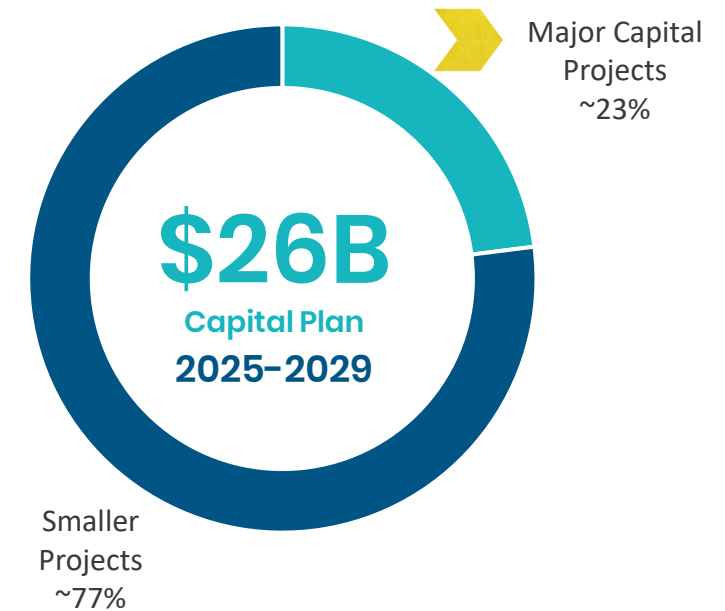 Major Capital
Projects
~23%
$26B
Capital Plan
2025-2029
Smaller
Projects
~77%